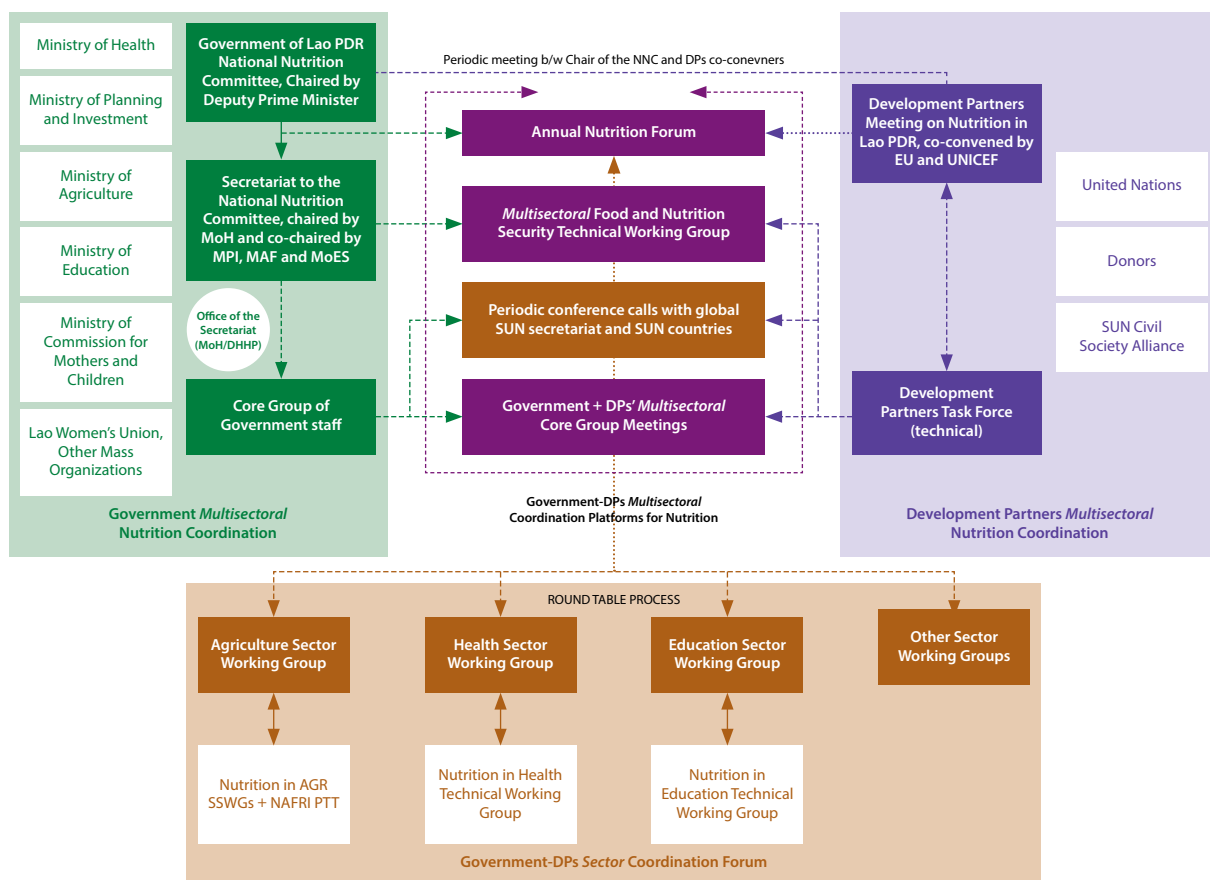 Ministry of Health
Ministry of Planning
and Investment
Ministry of
Agriculture
Ministry of
Education
Ministry of
Commission for
Mothers and
Children
Lao Women's Union,
Other Mass
Organizations
Government of Lao PDR
National Nutrition
Committee, Chaired by
Deputy Prime Minister
Secretariat to the
National Nutrition
Committee, chaired by
MoH and co-chaired by
MPI, MAF and MoES
Office of the
Secretariat
(MoH/DHHP)
Core Group of
Government staff
Government Multisectoral
Nutrition Coordination
Periodic meeting b/w Chair of the NNC and DPs co-conevners
Annual Nutrition Forum
Multisectoral Food and Nutrition
Security Technical Working Group
Periodic conference calls with global
SUN secretariat and SUN countries
Government + DPs' Multisectoral
Core Group Meetings
Government-DPs Multisectoral
Coordination Platforms for Nutrition
Development Partners
Meeting on Nutrition in
Lao PDR, co-convened by
EU and UNICEF
Development
Partners Task Force
(technical)
United Nations
Donors
SUN Civil
Society Alliance
Development Partners Multisectoral
Nutrition Coordination
ROUND TABLE PROCESS
Agriculture Sector
Working Group
Health Sector
Working Group
Education Sector
Working Group
Other Sector
Working Groups
Nutrition in AGR
SSWGs + NAFRI PTT
Nutrition in Health
Technical Working
Group
Nutrition in
Education Technical
Working Group
Government-DPs Sector Coordination Forum